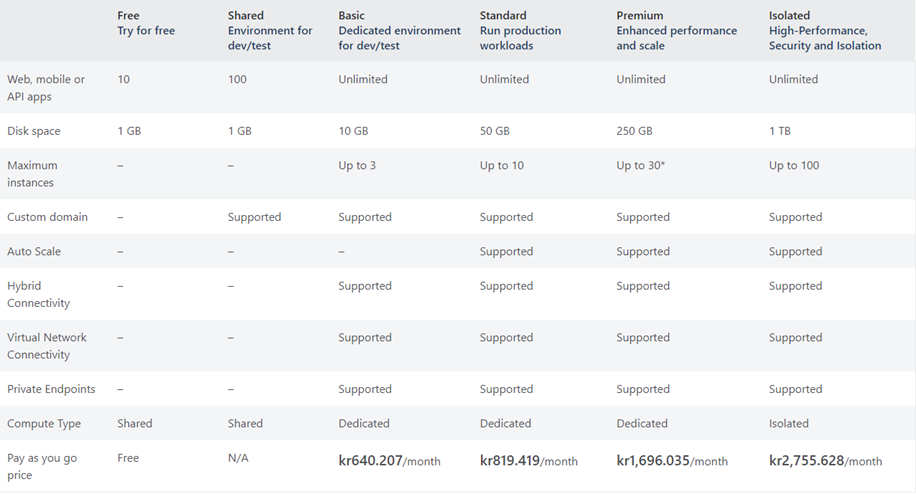 Free Shared Basic Standard Premium Isolated
Try for free Environment for Dedicated environment Run production Enhanced performance High-Performance,
dev/test for dev/test workloads and scale Security and Isolation
Web, mobile or 10 100 Unlimited Unlimited Unlimited Unlimited
API apps
Disk space 1 GB 1 GB 10 GB 50 GB 250 GB 1 TB
Maximum – – Up to 3 Up to 10 Up to 30* Up to 100
instances
Custom domain – Supported Supported Supported Supported Supported
Auto Scale – – – Supported Supported Supported
Hybrid – – Supported Supported Supported Supported
Connectivity
Virtual Network – – Supported Supported Supported Supported
Connectivity
Private Endpoints – – Supported Supported Supported Supported
Compute Type Shared Shared Dedicated Dedicated Dedicated Isolated
Pay as you go Free N/A kr640.207/month kr819.419/month kr1,696.035/month kr2,755.628/month
price